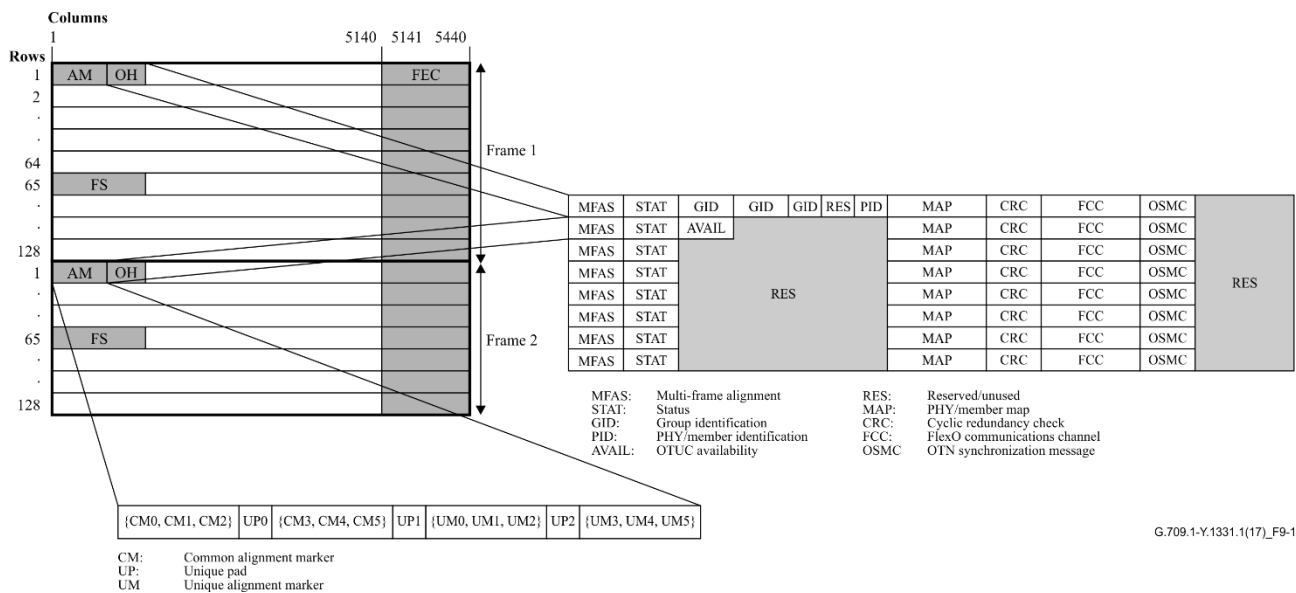 Columns
1 5140 5141 5440
Rows
1 AM OH FEC
2
.
.
64
65 FS
.
.
128
Frame 1
1 AM OH
.
.
65 FS
.
.
128
Frame 2
MFAS STAT GID GID GID RES PID MAP CRC FCC OSMC
MFAS STAT AVAIL MAP CRC FCC OSMC
MFAS STAT MAP CRC FCC OSMC
MFAS STAT MAP CRC FCC OSMC
MFAS STAT RES MAP CRC FCC OSMC RES
MFAS STAT MAP CRC FCC OSMC
MFAS STAT MAP CRC FCC OSMC
MFAS STAT MAP CRC FCC OSMC
MFAS: Multi-frame alignment RES: Reserved/unused
STAT: Status MAP: PHY/member map
GID: Group identification CRC: Cyclic redundancy check
PID: PHY/member identification FCC: FlexO communications channel
AVAIL: OTUC availability OSMC OTN synchronization message
{CM0, CM1, CM2} UP0 {CM3, CM4, CM5} UP1 {UM0, UM1, UM2} UP2 {UM3, UM4, UM5}
CM: Common alignment marker
UP: Unique pad
UM Unique alignment marker
G.709.1-Y.1331.1(17)_F9-1